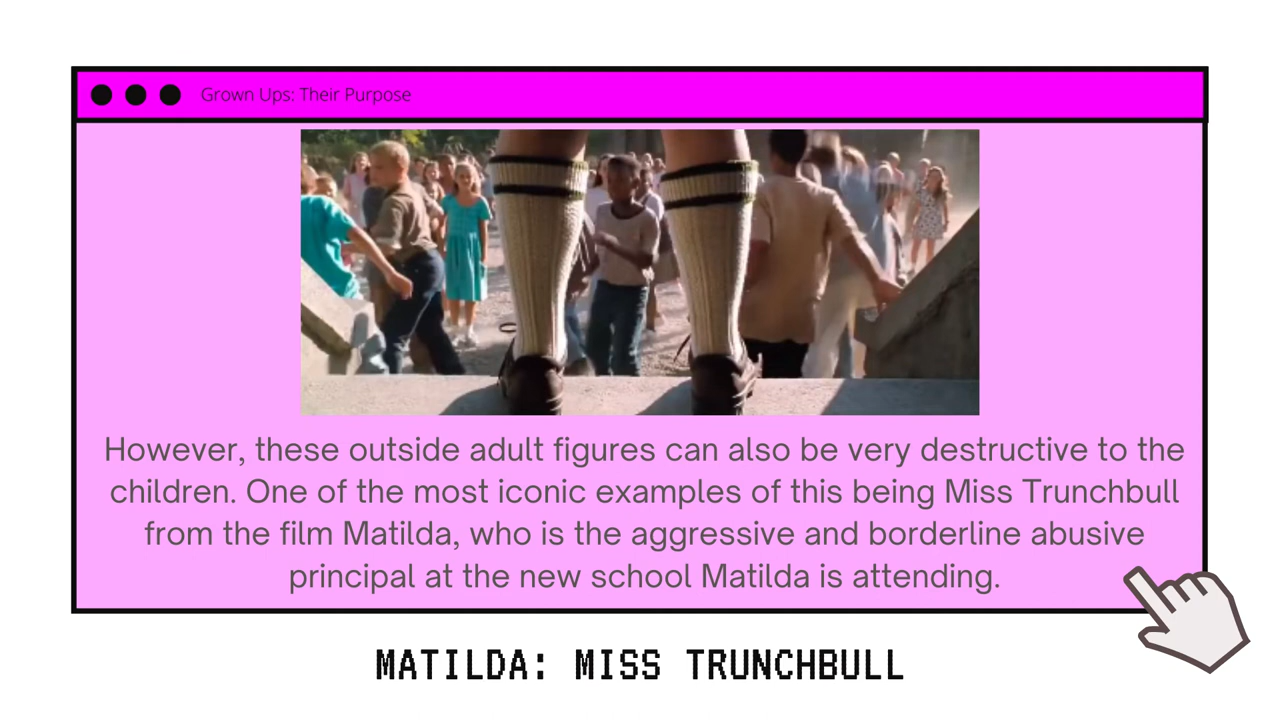 Grown Ups: Their Purpose
However, these outside adult figures can also be very destructive to the
children. One of the most iconic examples of this being Miss Trunchbull
from the film Matilda, who is the aggressive and borderline abusive
principal at the new school Matilda is attending.
MATILDA: MISS TRUNCHBULL